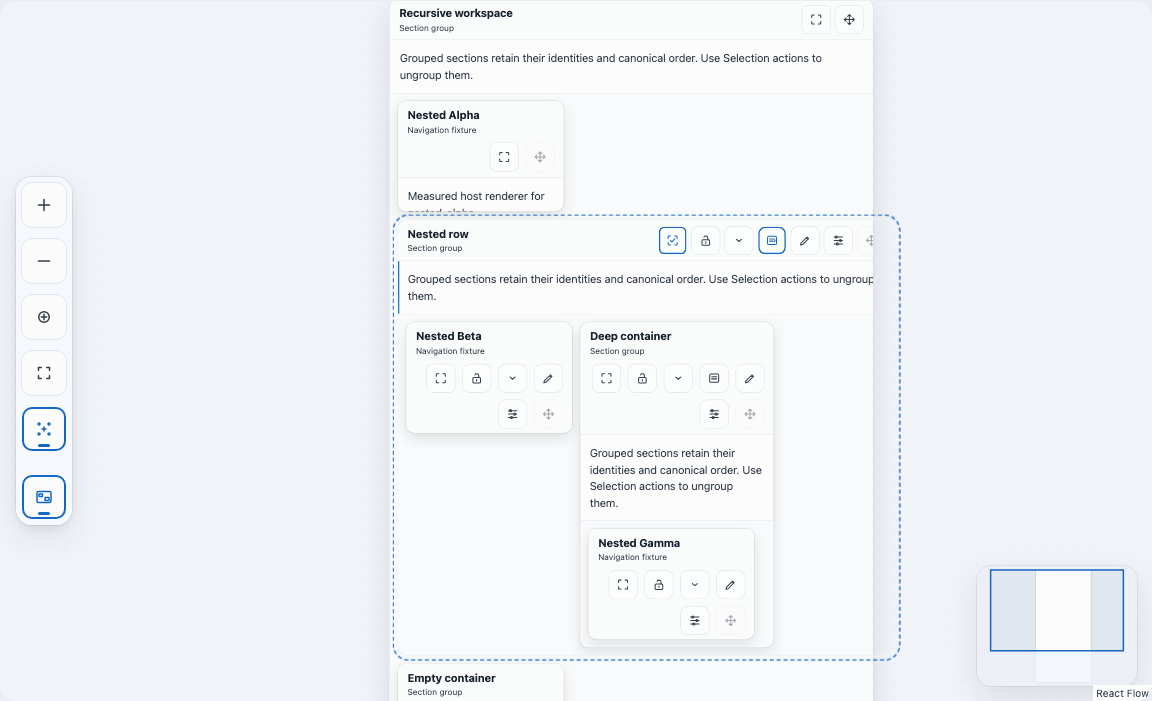 Recursive workspace
Section group
Grouped sections retain their identities and canonical order. Use Selection actions to
ungroup them.
Nested Alpha
Navigation fixture
Measured host renderer for
nested-alpha
Nested row
Section group
Grouped sections retain their identities and canonical order. Use Selection actions to ungroup
them.
Nested Beta
Navigation fixture
Deep container
Section group
Grouped sections retain their
identities and canonical order. Use
Selection actions to ungroup
them.
Nested Gamma
Navigation fixture
Empty container
Section group
React Flow